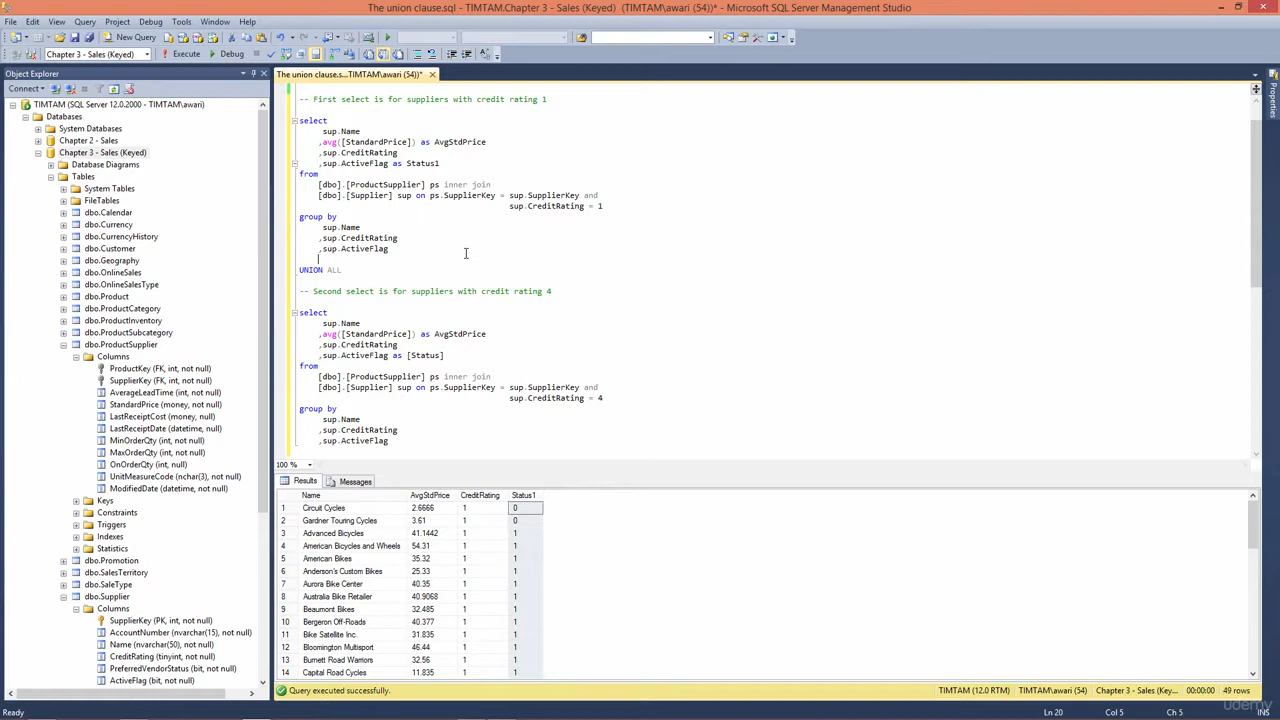 The union clause.sql - TIMTAM.Chapter 3 - Sales (Keyed) (TIMTAM\awari (54))* - Microsoft SQL Server Management Studio
File Edit View Query Project Debug Tools Window Help
New Query
Chapter 3 - Sales (Keyed) Execute Debug
Object Explorer
The union clause.s...TIMTAM\awari (54))*
Connect
TIMTAM (SQL Server 12.0.2000 - TIMTAM\awari)
Databases
System Databases
Chapter 2 - Sales
Chapter 3 - Sales (Keyed)
Database Diagrams
Tables
System Tables
FileTables
dbo.Calendar
dbo.Currency
dbo.CurrencyHistory
dbo.Customer
dbo.Geography
dbo.OnlineSales
dbo.OnlineSalesType
dbo.Product
dbo.ProductCategory
dbo.ProductInventory
dbo.ProductSubcategory
dbo.ProductSupplier
Columns
ProductKey (FK, int, not null)
SupplierKey (FK, int, not null)
AverageLeadTime (int, not null)
StandardPrice (money, not null)
LastReceiptCost (money, null)
LastReceiptDate (datetime, null)
MinOrderQty (int, not null)
MaxOrderQty (int, not null)
OnOrderQty (int, null)
UnitMeasureCode (nchar(3), not null)
ModifiedDate (datetime, not null)
Keys
Constraints
Triggers
Indexes
Statistics
dbo.Promotion
dbo.SalesTerritory
dbo.SaleType
dbo.Supplier
Columns
SupplierKey (PK, int, not null)
AccountNumber (nvarchar(15), not null)
Name (nvarchar(50), not null)
CreditRating (tinyint, not null)
PreferredVendorStatus (bit, not null)
ActiveFlag (bit, not null)
-- First select is for suppliers with credit rating 1
select
sup.Name
,avg([StandardPrice]) as AvgStdPrice
,sup.CreditRating
,sup.ActiveFlag as Status1
from
[dbo].[ProductSupplier] ps inner join
[dbo].[Supplier] sup on ps.SupplierKey = sup.SupplierKey and
sup.CreditRating = 1
group by
sup.Name
,sup.CreditRating
,sup.ActiveFlag
UNION ALL
-- Second select is for suppliers with credit rating 4
select
sup.Name
,avg([StandardPrice]) as AvgStdPrice
,sup.CreditRating
,sup.ActiveFlag as [Status]
from
[dbo].[ProductSupplier] ps inner join
[dbo].[Supplier] sup on ps.SupplierKey = sup.SupplierKey and
sup.CreditRating = 4
group by
sup.Name
,sup.CreditRating
,sup.ActiveFlag
100 %
Results Messages
Name AvgStdPrice CreditRating Status1
1 Circuit Cycles 2.6666 1 0
2 Gardner Touring Cycles 3.61 1 0
3 Advanced Bicycles 41.1442 1 1
4 American Bicycles and Wheels 54.31 1 1
5 American Bikes 35.32 1 1
6 Anderson's Custom Bikes 25.33 1 1
7 Aurora Bike Center 40.35 1 1
8 Australia Bike Retailer 40.9068 1 1
9 Beaumont Bikes 32.485 1 1
10 Bergeron Off-Roads 40.377 1 1
11 Bike Satellite Inc. 31.835 1 1
12 Bloomington Multisport 46.44 1 1
13 Burnett Road Warriors 32.56 1 1
14 Capital Road Cycles 11.835 1 1
Query executed successfully. TIMTAM (12.0 RTM) TIMTAM\awari (54) Chapter 3 - Sales (Key... 00:00:00 49 rows
Ready Ln 20 Col 5 Ch 5 INS
Properties
udemy